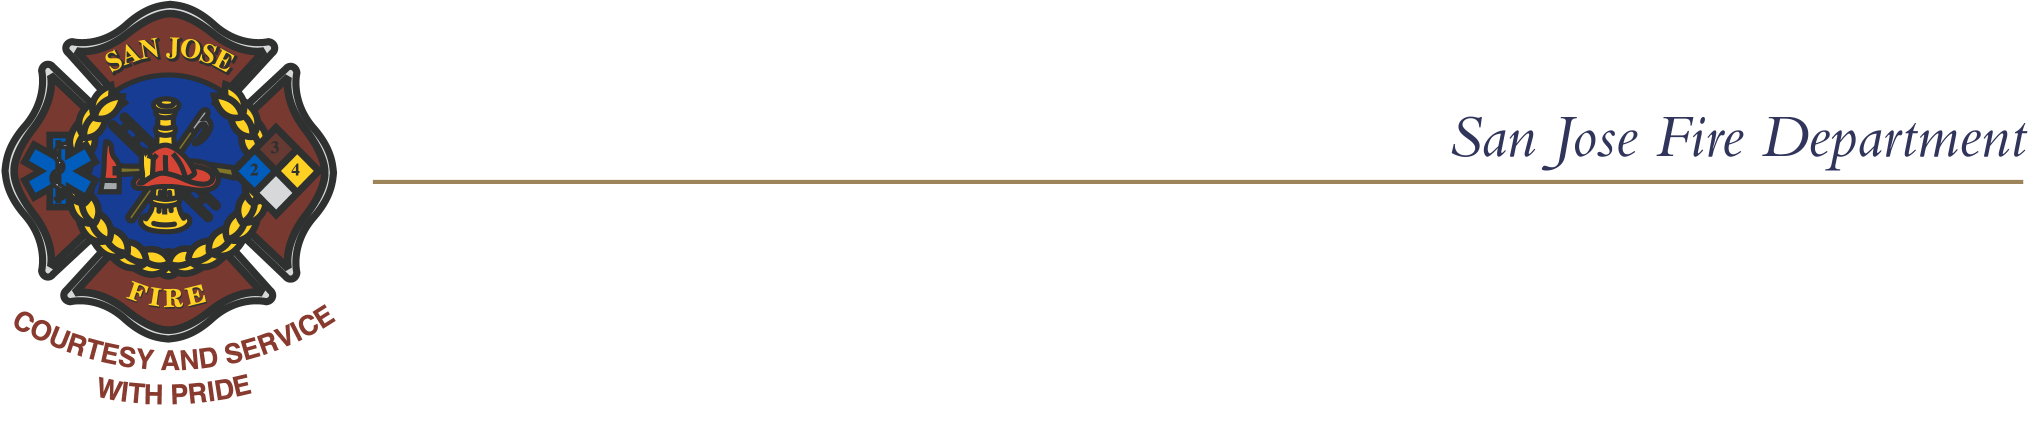 SAN JOSE
3
2 4
FIRE
COURTESY AND SERVICE
WITH PRIDE
San Jose Fire Department